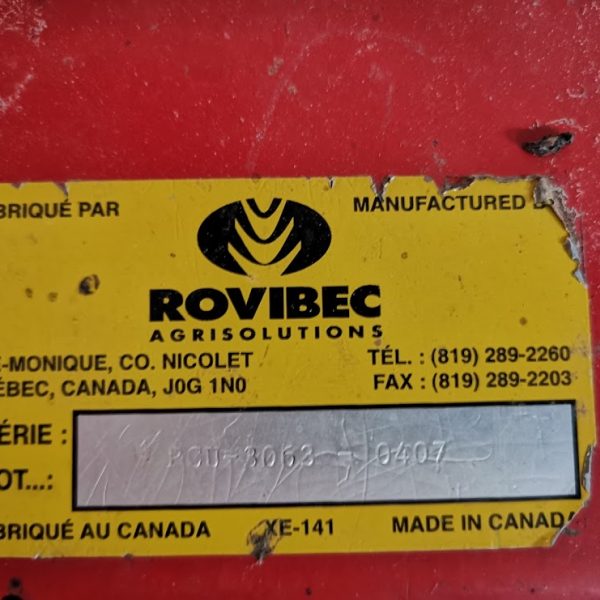 BRIQUÉ PAR MANUFACTURED B
ROVIBEC
AGRISOLUTIONS
E-MONIQUE, CO. NICOLET TÉL. : (819) 289-2260
ÉBEC, CANADA, J0G 1N0 FAX : (819) 289-2203
ÉRIE : RCU-3063 - 0407
OT...:
BRIQUÉ AU CANADA XE-141 MADE IN CANADA